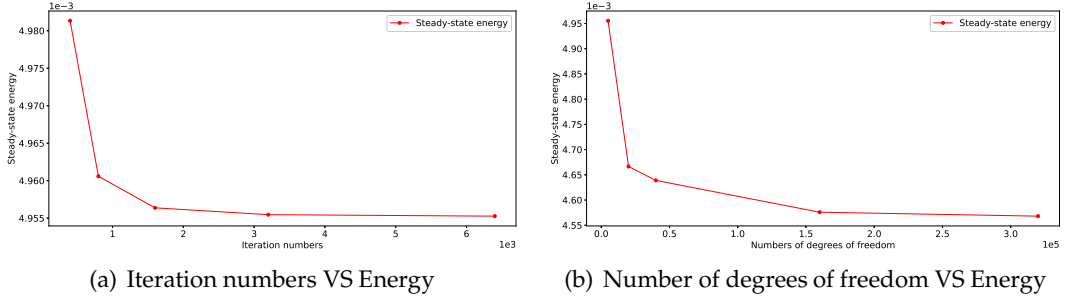 1e−3
4.980
4.975
4.970
4.965
4.960
4.955
Steady-state energy
Steady-state energy
1 2 3 4 5 6
1e3
Iteration numbers
(a) Iteration numbers VS Energy
1e−3
4.95
4.90
4.85
4.80
4.75
4.70
4.65
4.60
4.55
Steady-state energy
Steady-state energy
0.0 0.5 1.0 1.5 2.0 2.5 3.0
1e5
Numbers of degrees of freedom
(b) Number of degrees of freedom VS Energy